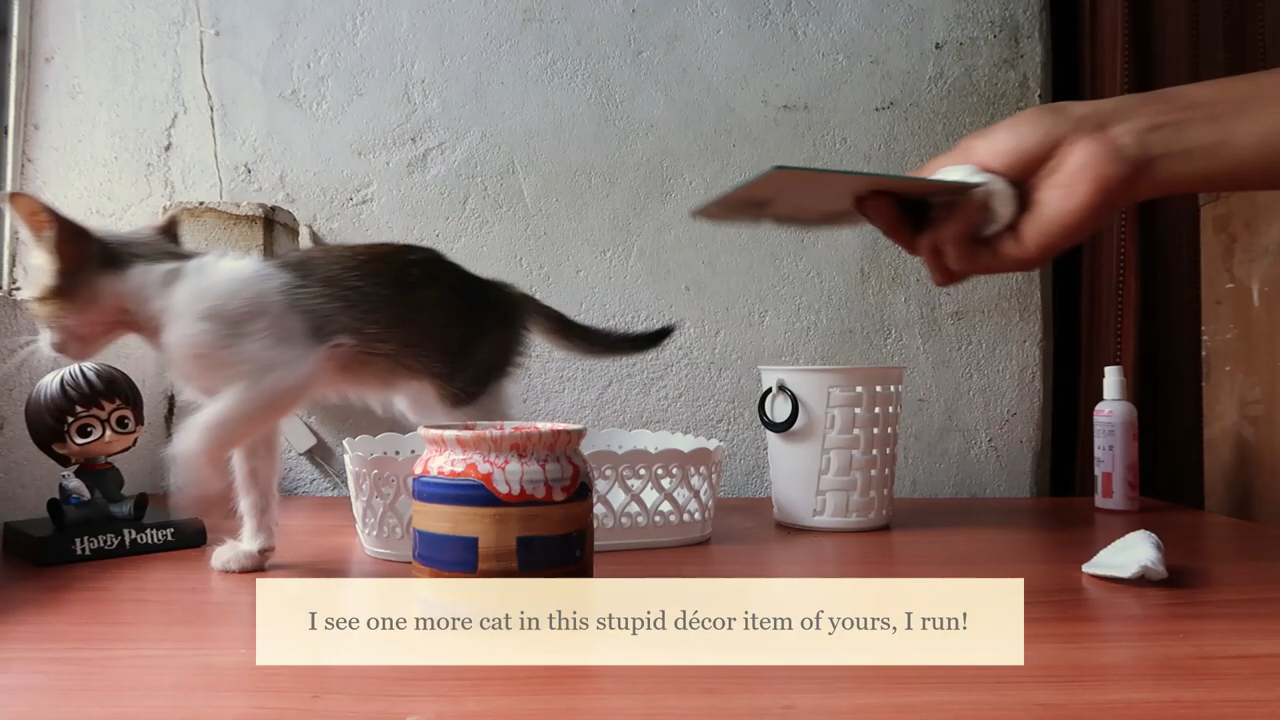 Harry Potter
I see one more cat in this stupid décor item of yours, I run!